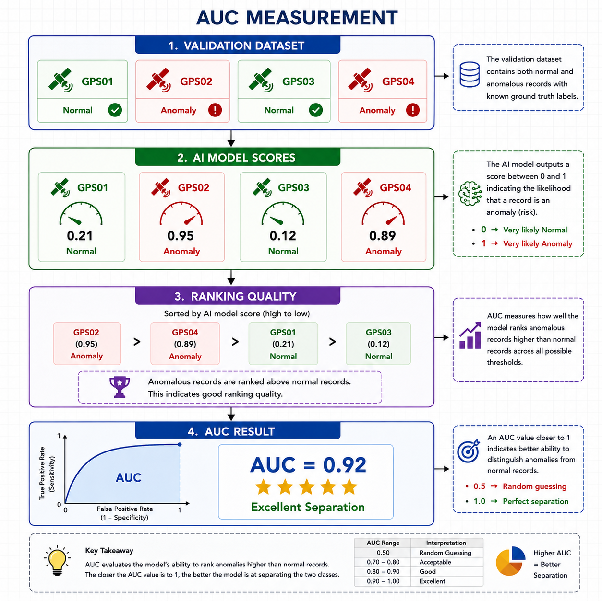 AUC MEASUREMENT
1. VALIDATION DATASET
GPS01
GPS02
GPS03
GPS04
Normal
Anomaly
Normal
Anomaly
The validation dataset
contains both normal and
anomalous records with
known ground truth labels.
2. AI MODEL SCORES
GPS01
GPS02
GPS03
GPS04
0.21
0.95
0.12
0.89
Normal
Anomaly
Normal
Anomaly
The AI model outputs a
score between 0 and 1
indicating the likelihood
that a record is an
anomaly (risk).
• 0 → Very likely Normal
• 1 → Very likely Anomaly
3. RANKING QUALITY
Sorted by AI model score (high to low)
GPS02 > GPS04 > GPS01 > GPS03
(0.95) (0.89) (0.21) (0.12)
Anomaly Anomaly Normal Normal
Anomalous records are ranked above normal records.
This indicates good ranking quality.
AUC measures how well the
model ranks anomalous
records higher than normal
records across all possible
thresholds.
4. AUC RESULT
True Positive Rate
(Sensitivity)
1
0
AUC
0
1
False Positive Rate
(1 – Specificity)
AUC = 0.92
Excellent Separation
An AUC value closer to 1
indicates better ability to
distinguish anomalies from
normal records.
• 0.5 → Random guessing
• 1.0 → Perfect separation
Key Takeaway
AUC evaluates the model's ability to rank anomalies higher than normal records.
The closer the AUC value is to 1, the better the model is at separating the two classes.
AUC Range Interpretation
0.50 Random Guessing
0.70 – 0.80 Acceptable
0.80 – 0.90 Good
0.90 – 1.00 Excellent
Higher AUC
= Better
Separation